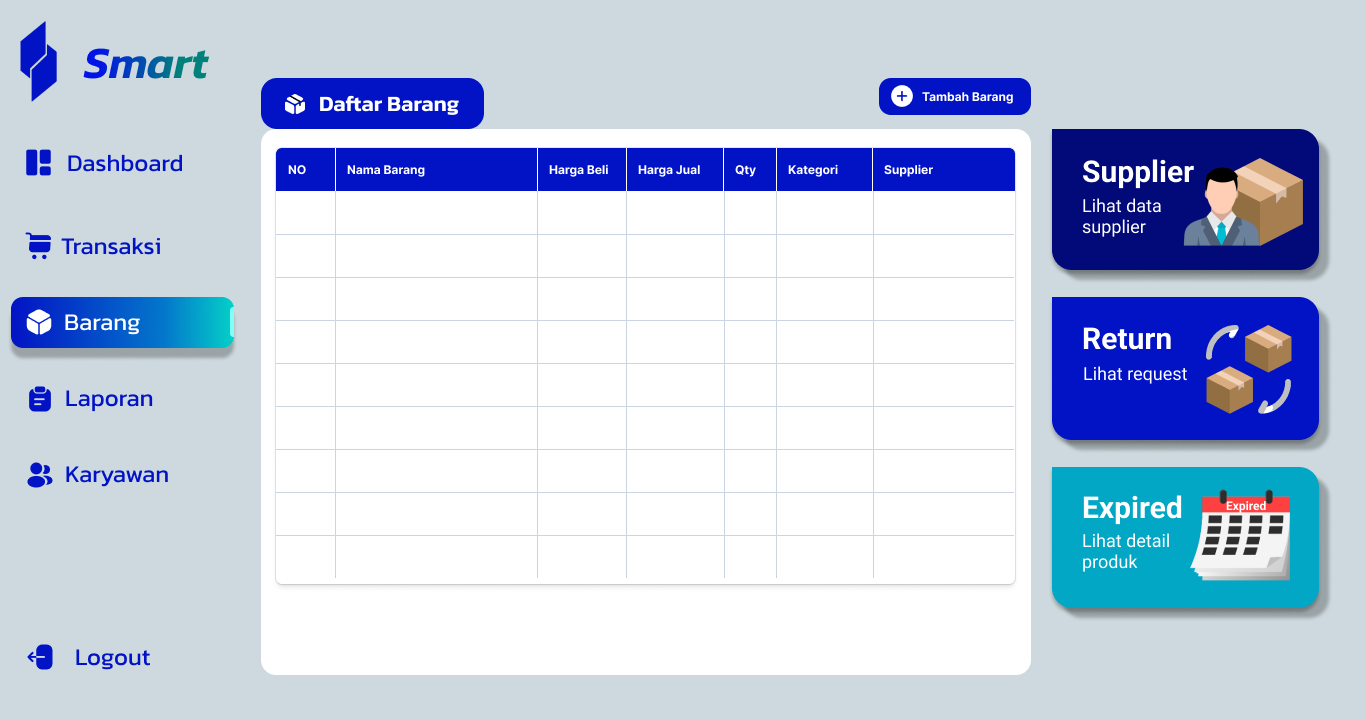 Smart
Dashboard
Transaksi
Barang
Laporan
Karyawan
Logout
Daftar Barang
Tambah Barang
NO Nama Barang Harga Beli Harga Jual Qty Kategori Supplier
Supplier
Lihat data
supplier
Return
Lihat request
Expired
Lihat detail
produk
Expired